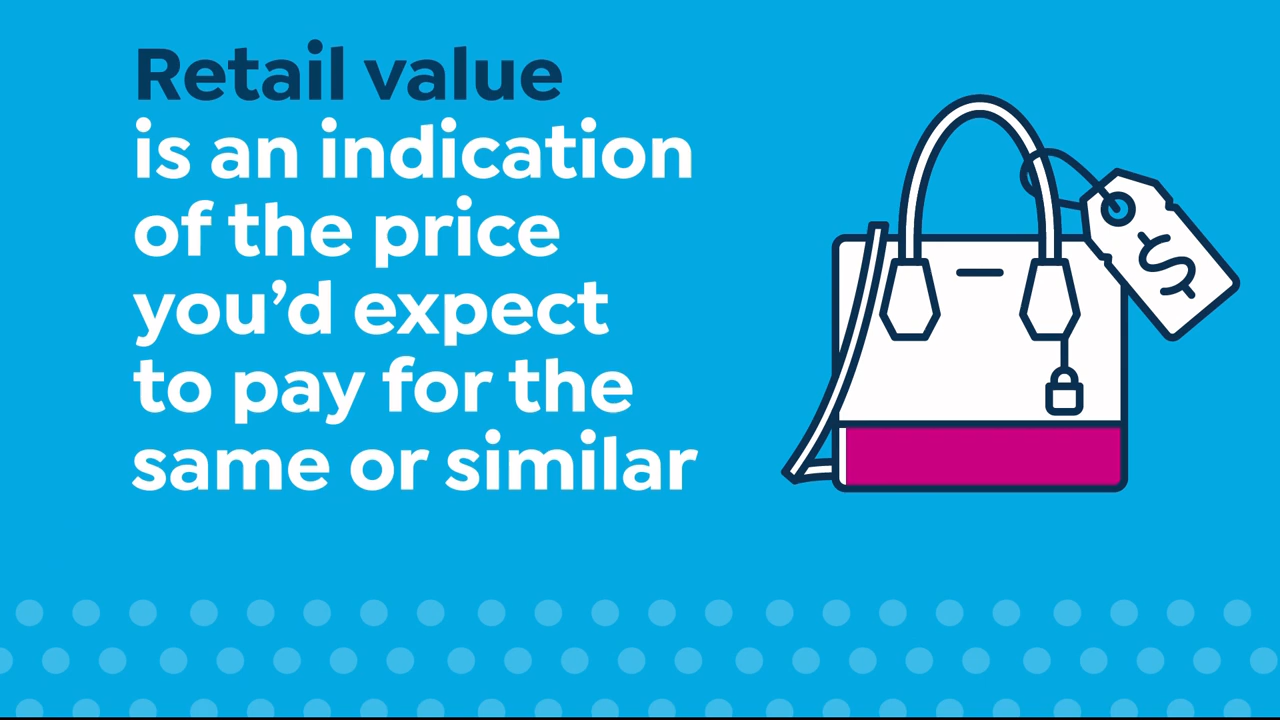 Retail value
is an indication
of the price
you’d expect
to pay for the
same or similar
$